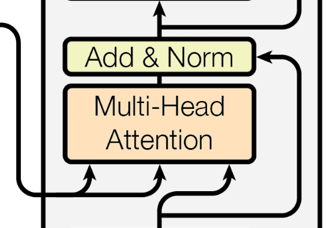 Add & Norm
Multi-Head
Attention